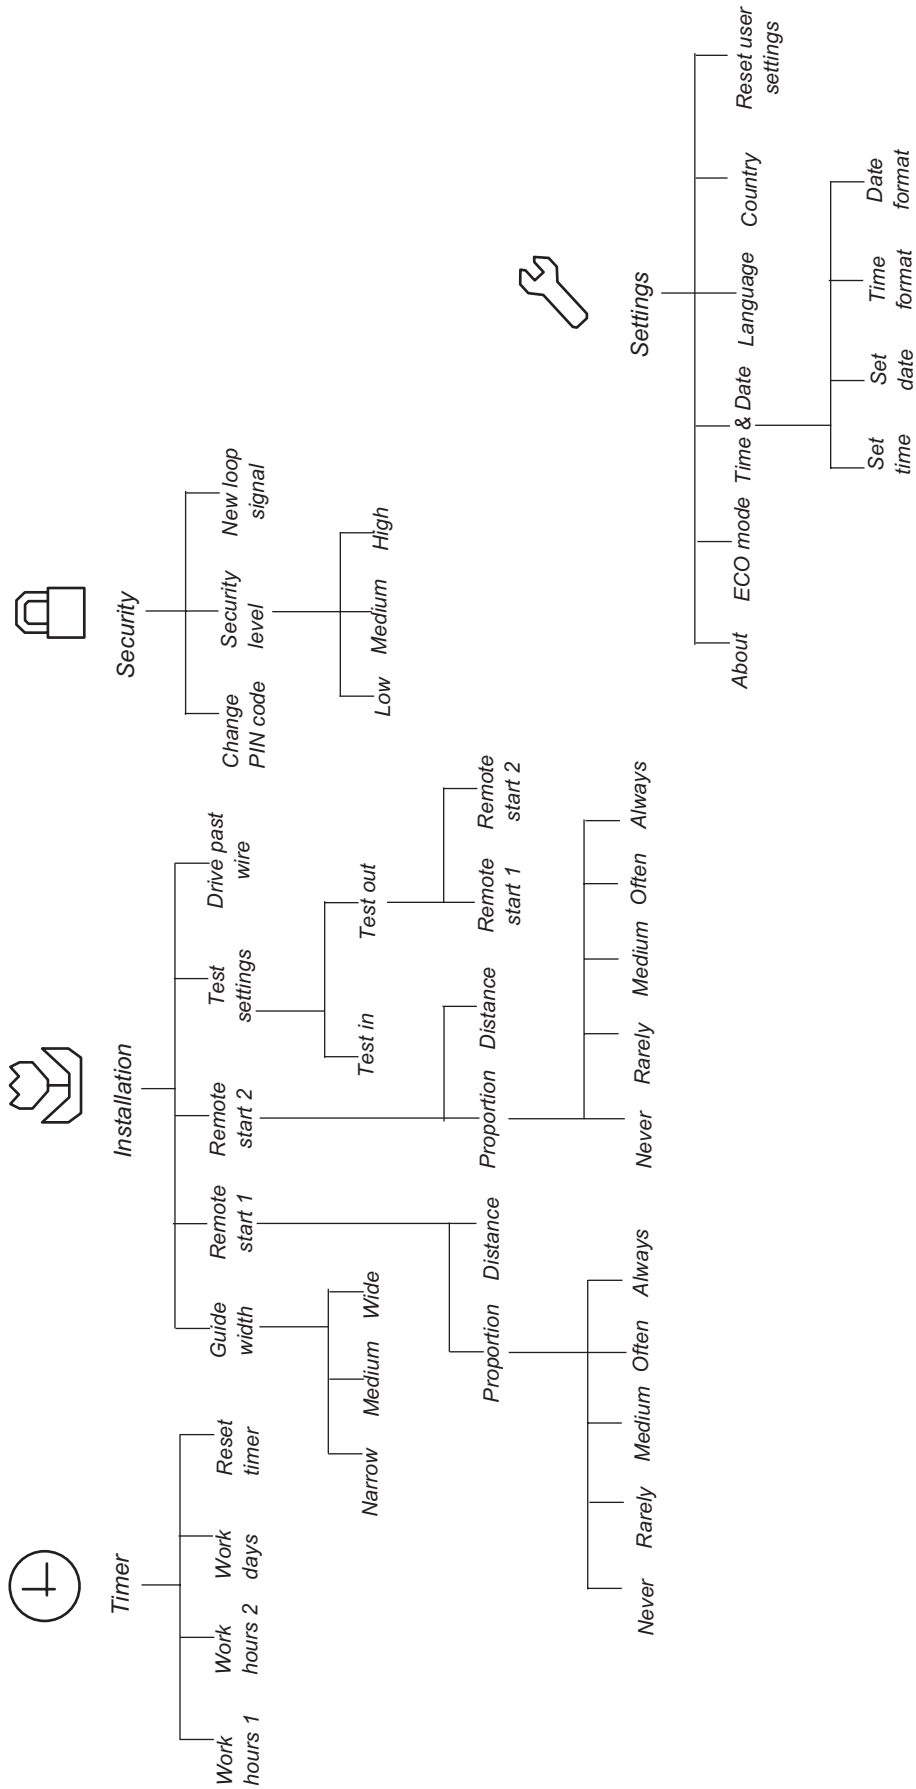 Timer
Work
hours 1
Work
hours 2
Work
days
Reset
timer
Installation
Guide
width
Remote
start 1
Remote
start 2
Test
settings
Drive past
wire
Narrow
Medium
Wide
Test in
Test out
Proportion
Distance
Proportion
Distance
Remote
start 1
Remote
start 2
Never
Rarely
Medium
Often
Always
Never
Rarely
Medium
Often
Always
Security
Change
PIN code
Security
level
New loop
signal
Low
Medium
High
Settings
About
ECO mode
Time & Date
Language
Country
Reset user
settings
Set
time
Set
date
Time
format
Date
format